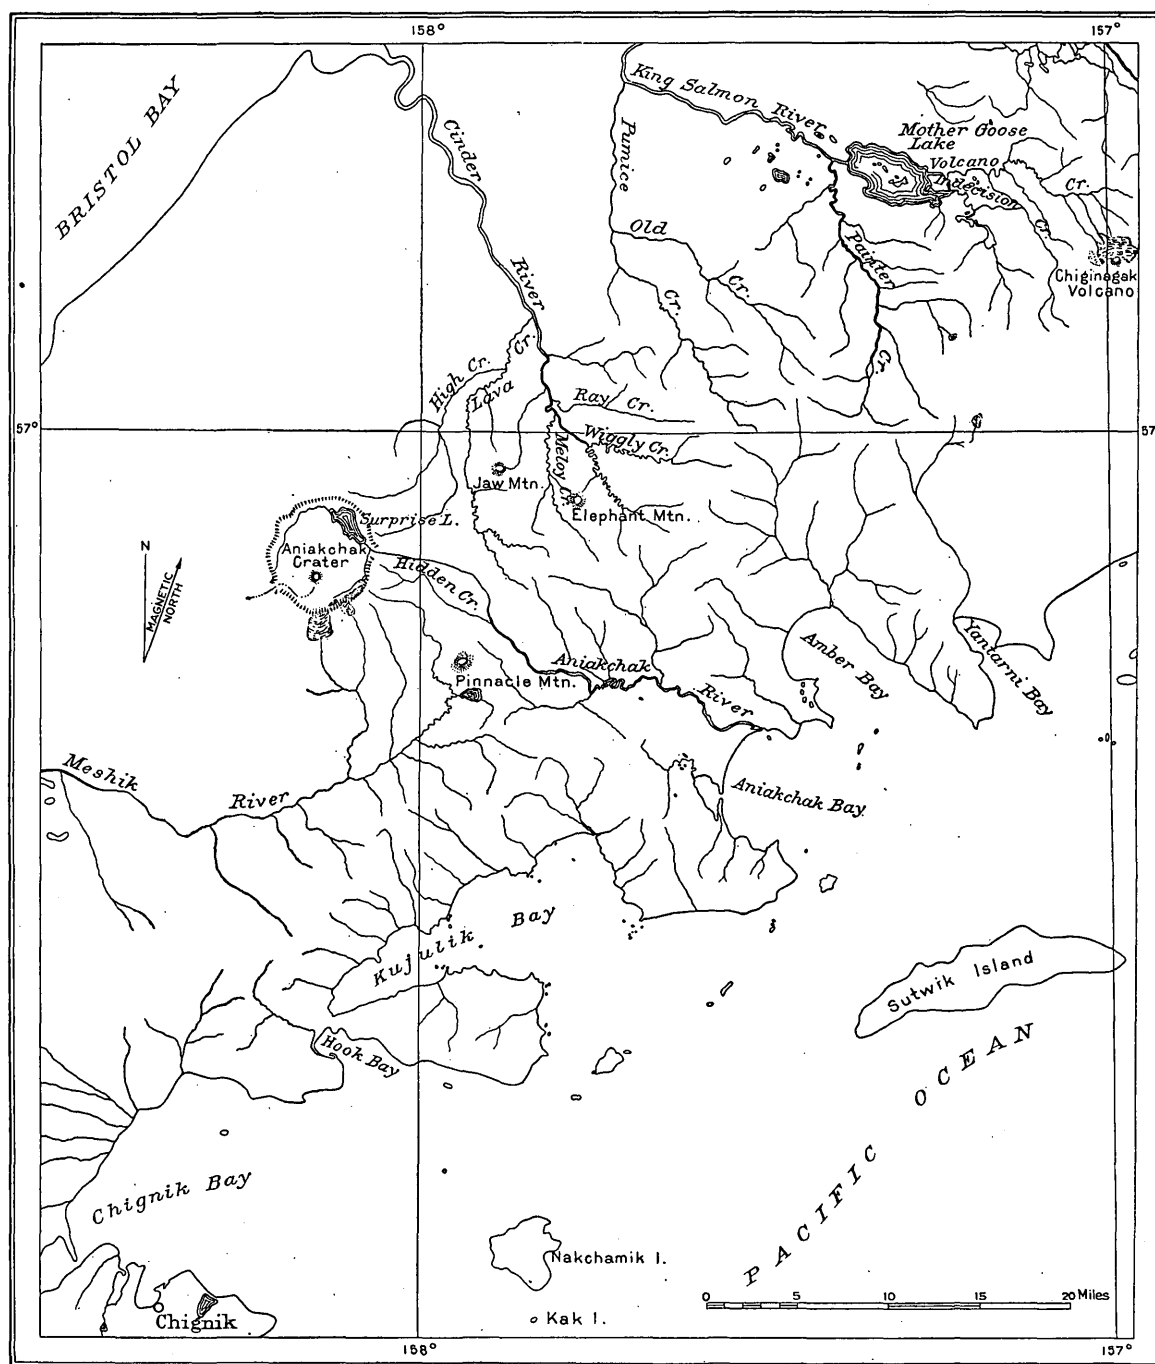 158°
157°
BRISTOL BAY
King Salmon River
Cinder
River
Pumice
Cr.
Mother Goose
Lake
Volcano
Cr.
Indecision
Cr.
Old
Cr.
Painter
Cr.
Chiginagak
Volcano
High Cr.
Lava
Cr.
Ray Cr.
57°
57
Wiggly Cr.
Meloy Cr.
Jaw Mtn.
Elephant Mtn.
Surprise L.
Aniakchak
Crater
N
MAGNETIC
NORTH
Hidden Cr.
Aniakchak
River
Amber Bay
Yantarni Bay
Pinnacle Mtn.
Meshik
River
Aniakchak Bay
Kujulik Bay
Sutwik Island
Hook Bay
PACIFIC OCEAN
Chignik Bay
Nakchamik I.
0 5 10 15 20 Miles
Kak I.
Chignik
158°
157°